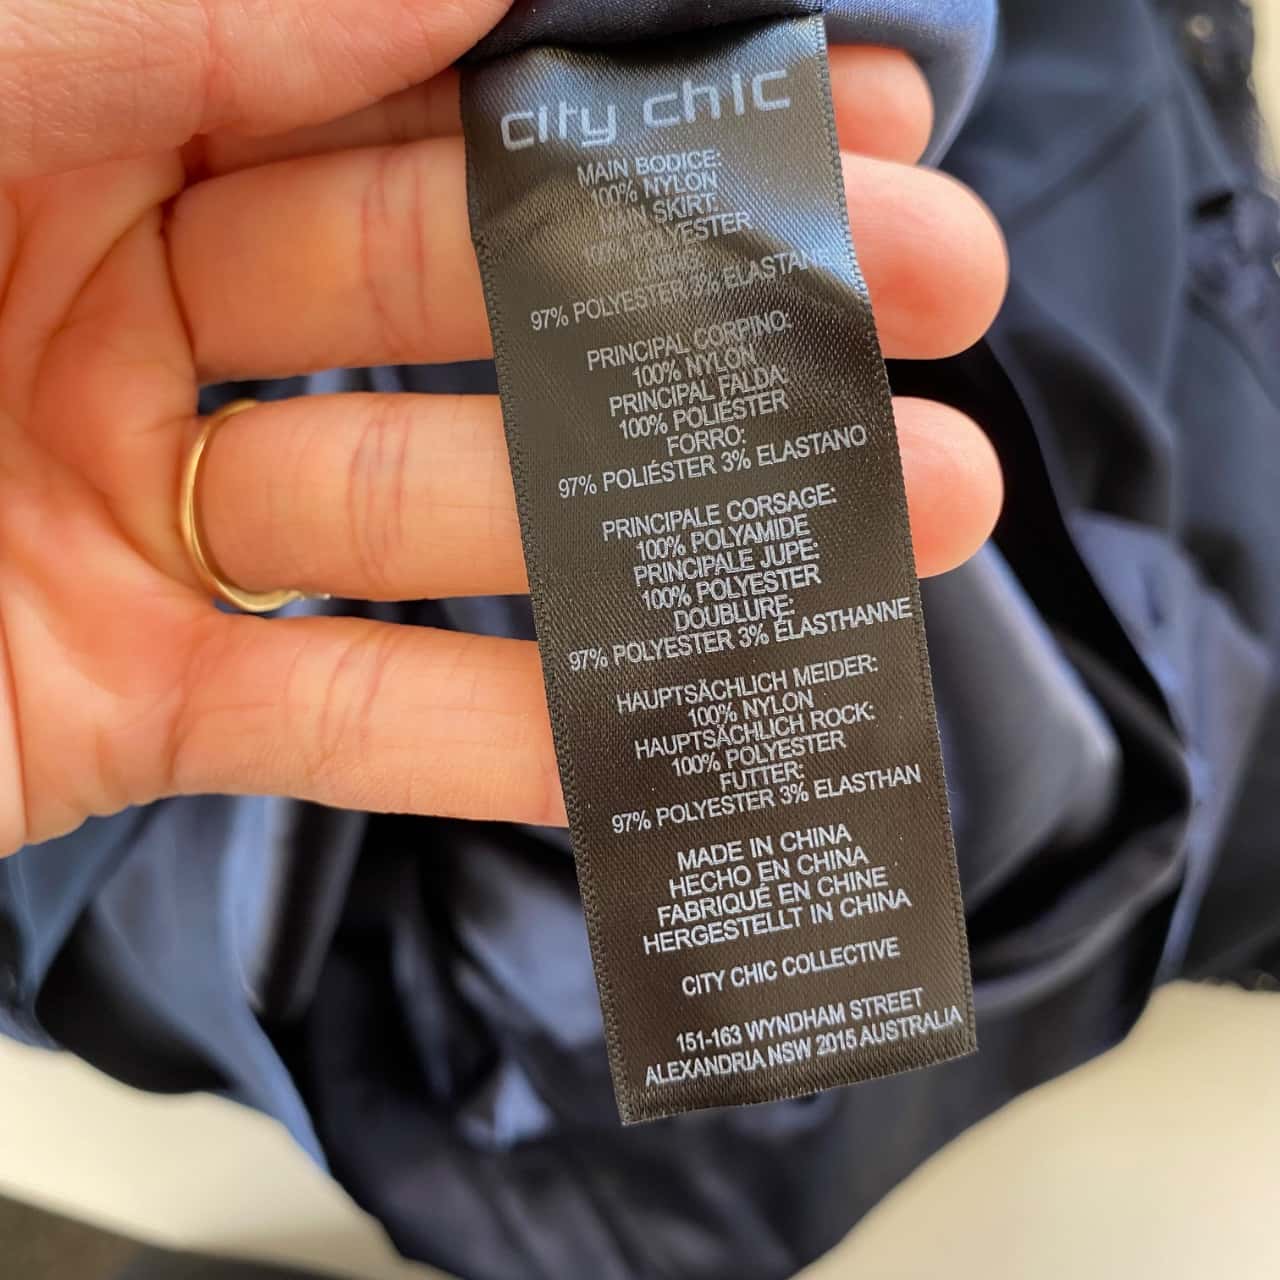 city chic
MAIN BODICE:
100% NYLON
MAIN SKIRT:
100% POLYESTER
LINING:
97% POLYESTER 3% ELASTANE
PRINCIPAL CORPINO:
100% NYLON
PRINCIPAL FALDA:
100% POLIÉSTER
FORRO:
97% POLIÉSTER 3% ELASTANO
PRINCIPALE CORSAGE:
100% POLYAMIDE
PRINCIPALE JUPE:
100% POLYESTER
DOUBLURE:
97% POLYESTER 3% ÉLASTHANNE
HAUPTSÄCHLICH MEIDER:
100% NYLON
HAUPTSÄCHLICH ROCK:
100% POLYESTER
FUTTER:
97% POLYESTER 3% ELASTHAN
MADE IN CHINA
HECHO EN CHINA
FABRIQUÉ EN CHINE
HERGESTELLT IN CHINA
CITY CHIC COLLECTIVE
151-163 WYNDHAM STREET
ALEXANDRIA NSW 2015 AUSTRALIA